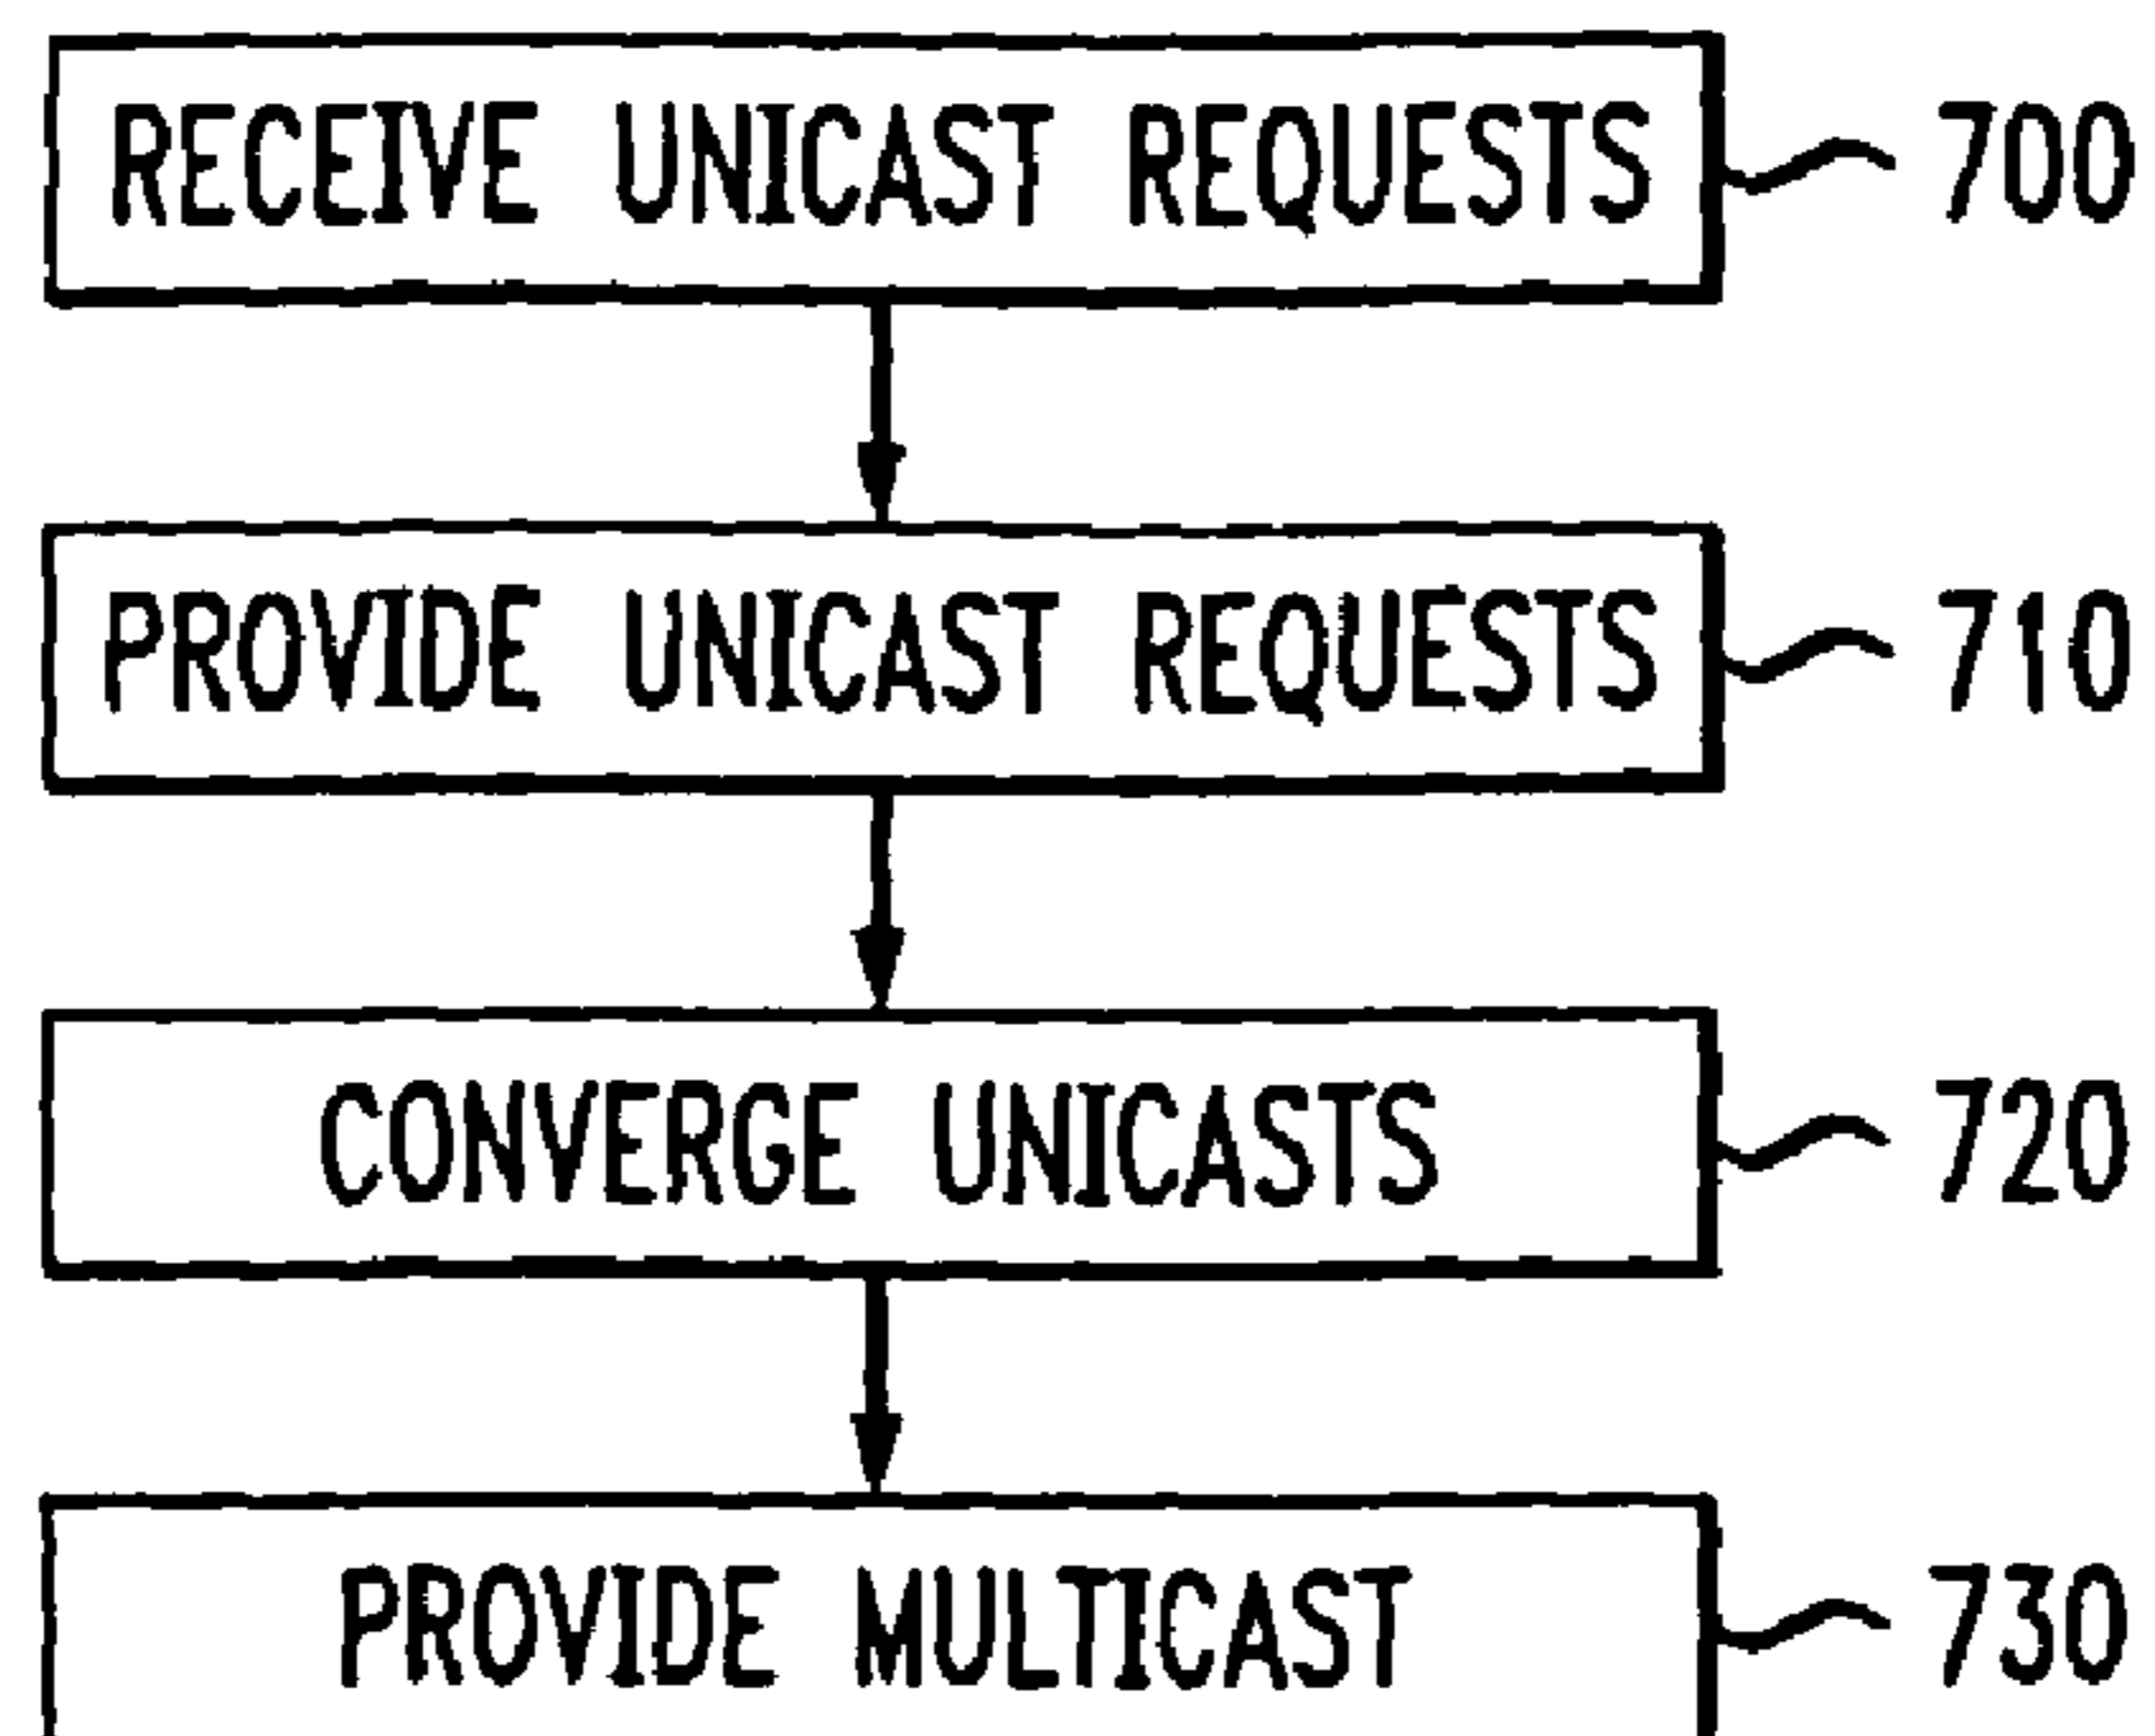 RECEIVE UNICAST REQUESTS 700
PROVIDE UNICAST REQUESTS 710
CONVERGE UNICASTS 720
PROVIDE MULTICAST 730